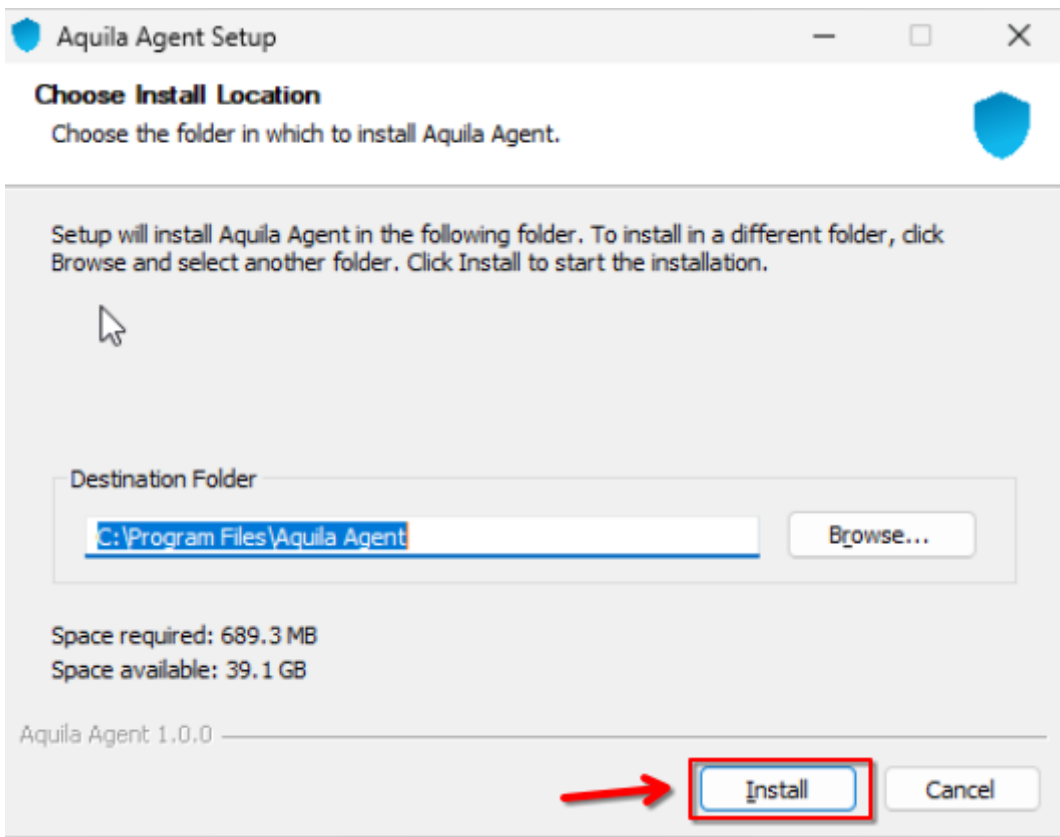 Aquila Agent Setup
Choose Install Location
Choose the folder in which to install Aquila Agent.
Setup will install Aquila Agent in the following folder. To install in a different folder, click
Browse and select another folder. Click Install to start the installation.
Destination Folder
C:\Program Files\Aquila Agent
Browse...
Space required: 689.3 MB
Space available: 39.1 GB
Aquila Agent 1.0.0
Install
Cancel